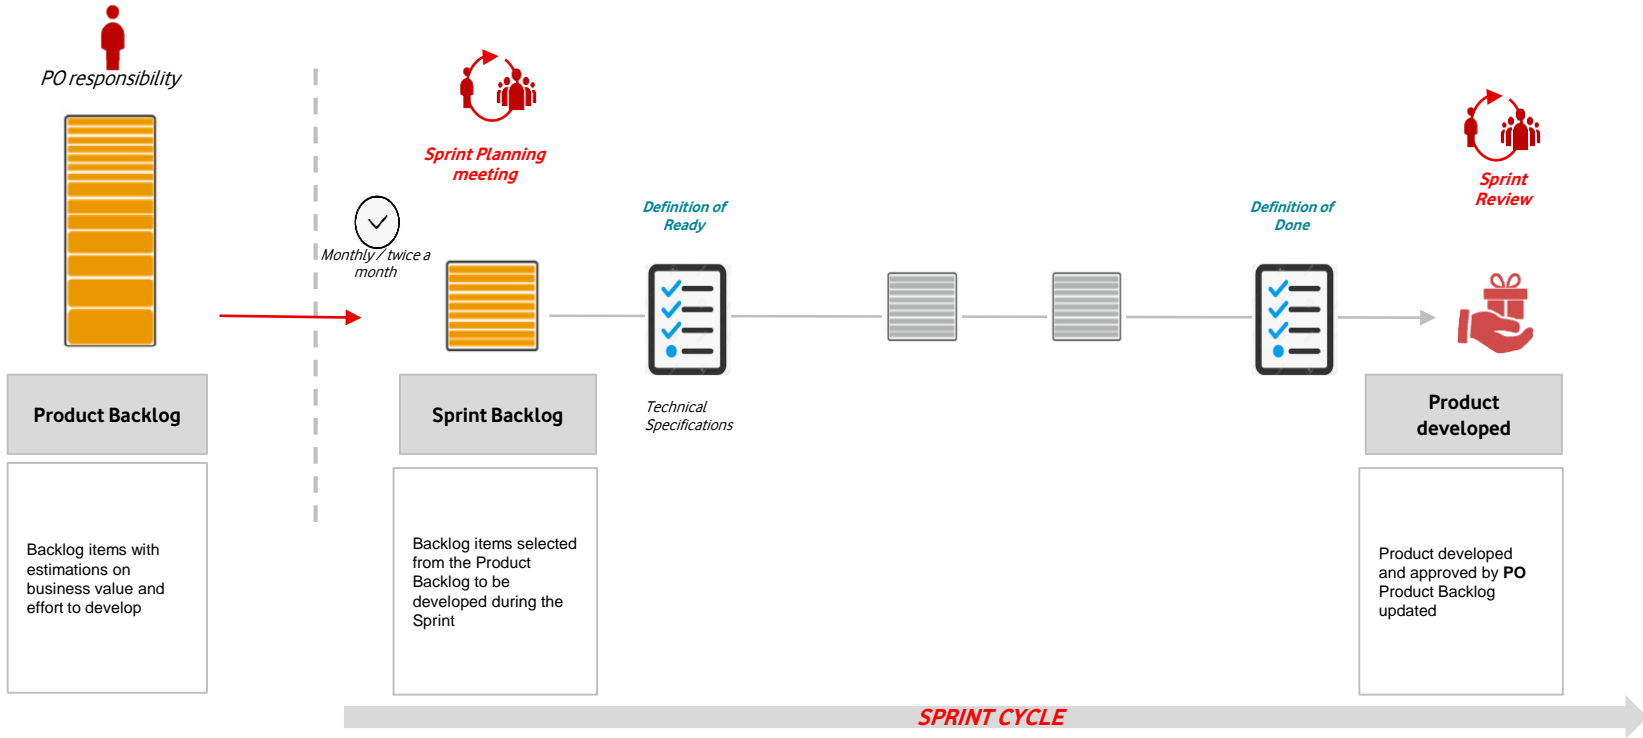 PO responsibility
Sprint Planning
meeting
Monthly / twice a
month
Definition of
Ready
Definition of
Done
Sprint
Review
Technical
Specifications
Product Backlog
Sprint Backlog
Product
developed
Backlog items with
estimations on
business value and
effort to develop
Backlog items selected
from the Product
Backlog to be
developed during the
Sprint
Product developed
and approved by PO
Product Backlog
updated
SPRINT CYCLE